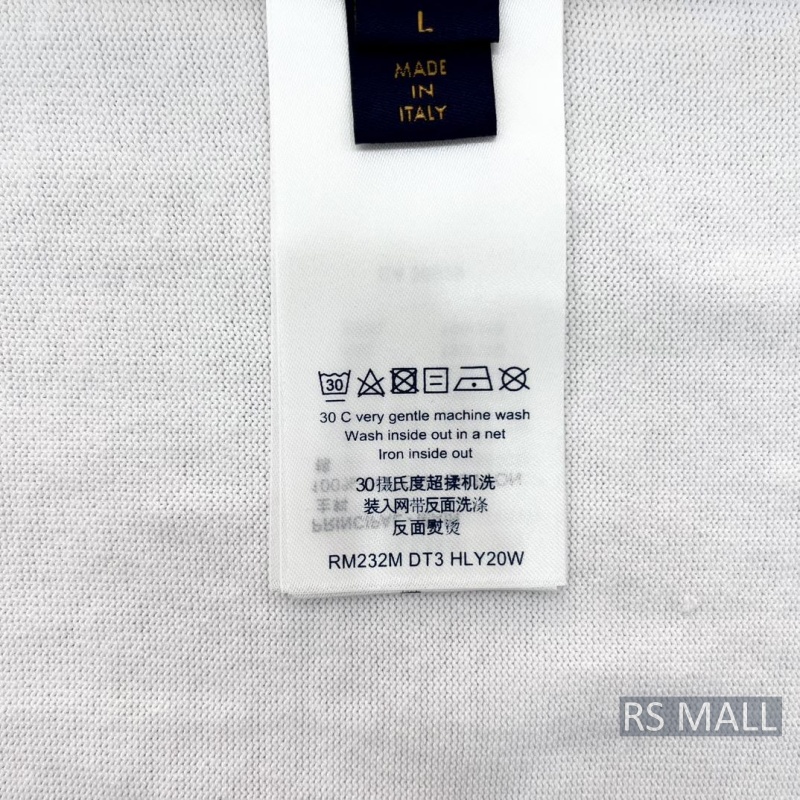 L
MADE
IN
ITALY
30
30 C very gentle machine wash
Wash inside out in a net
Iron inside out
30摄氏度超揉机洗
装入网带反面洗涤
反面熨烫
RM232M DT3 HLY20W
RS MALL